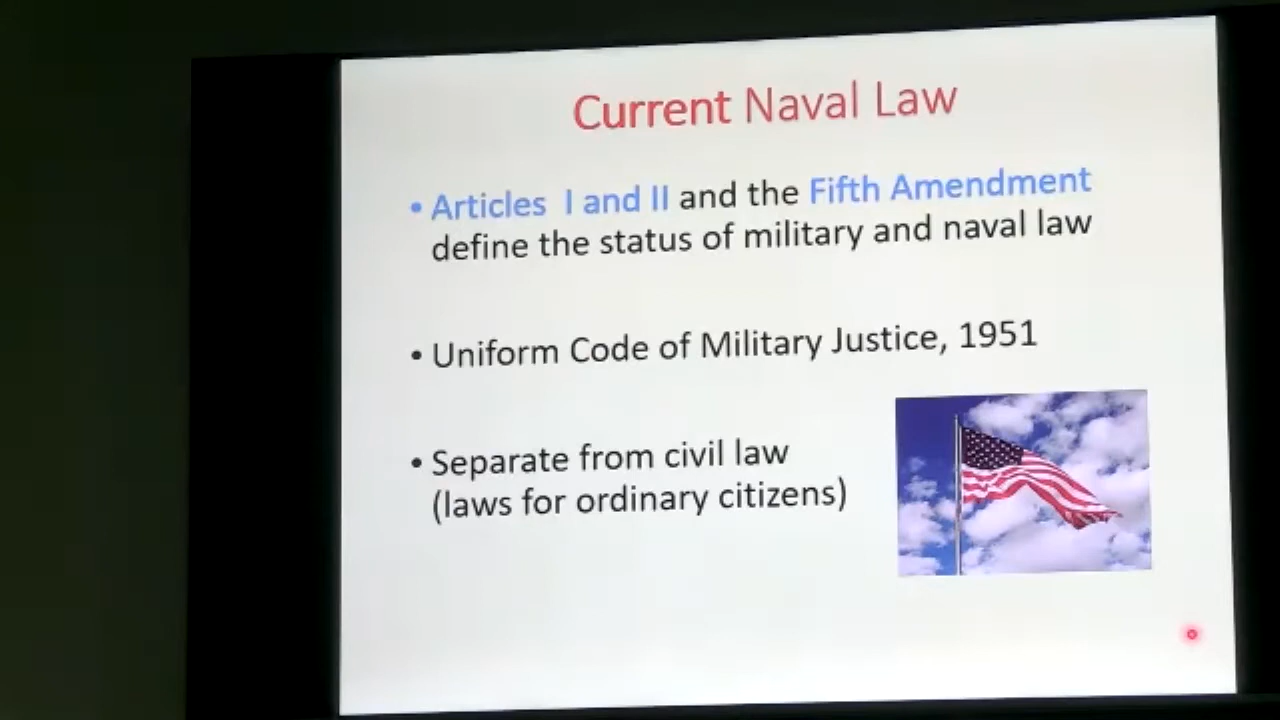 Current Naval Law
• Articles I and II and the Fifth Amendment
define the status of military and naval law
• Uniform Code of Military Justice, 1951
• Separate from civil law
(laws for ordinary citizens)